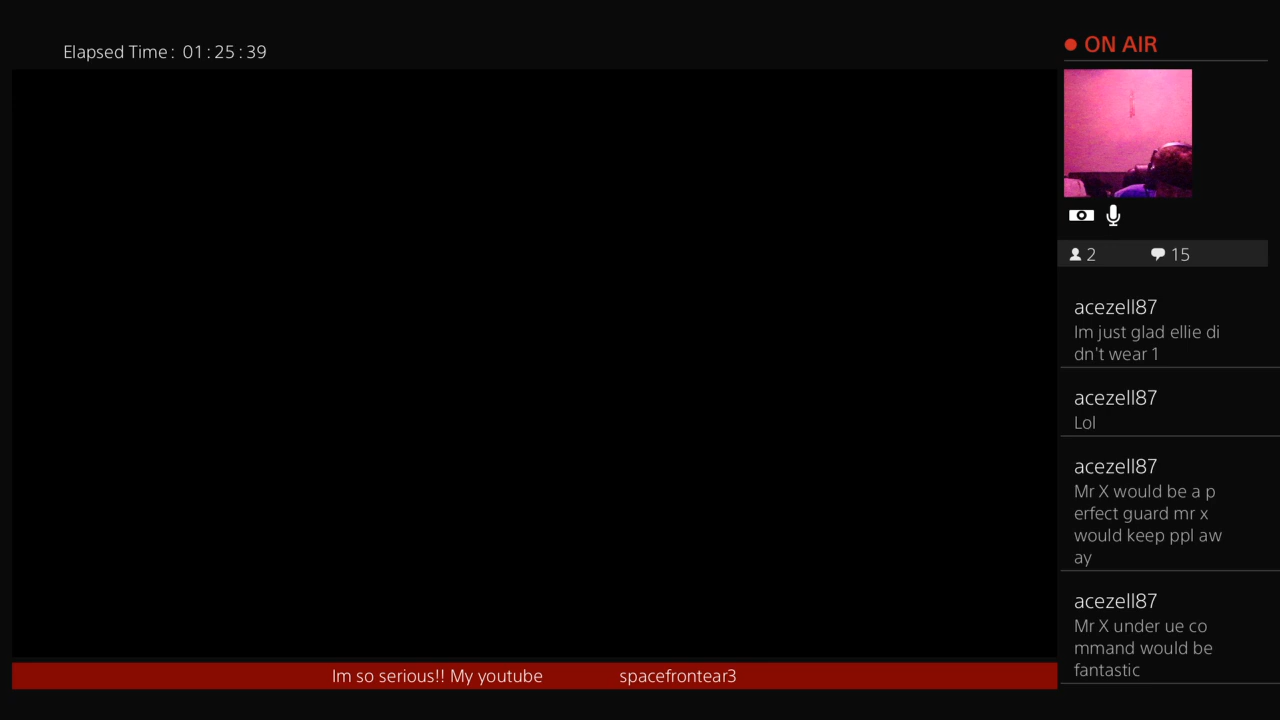 Elapsed Time: 01:25:39
ON AIR
2 15
acezell87
Im just glad ellie di
dn't wear 1
acezell87
Lol
acezell87
Mr X would be a p
erfect guard mr x
would keep ppl aw
ay
acezell87
Mr X under ue co
mmand would be
fantastic
Im so serious!! My youtube spacefrontear3